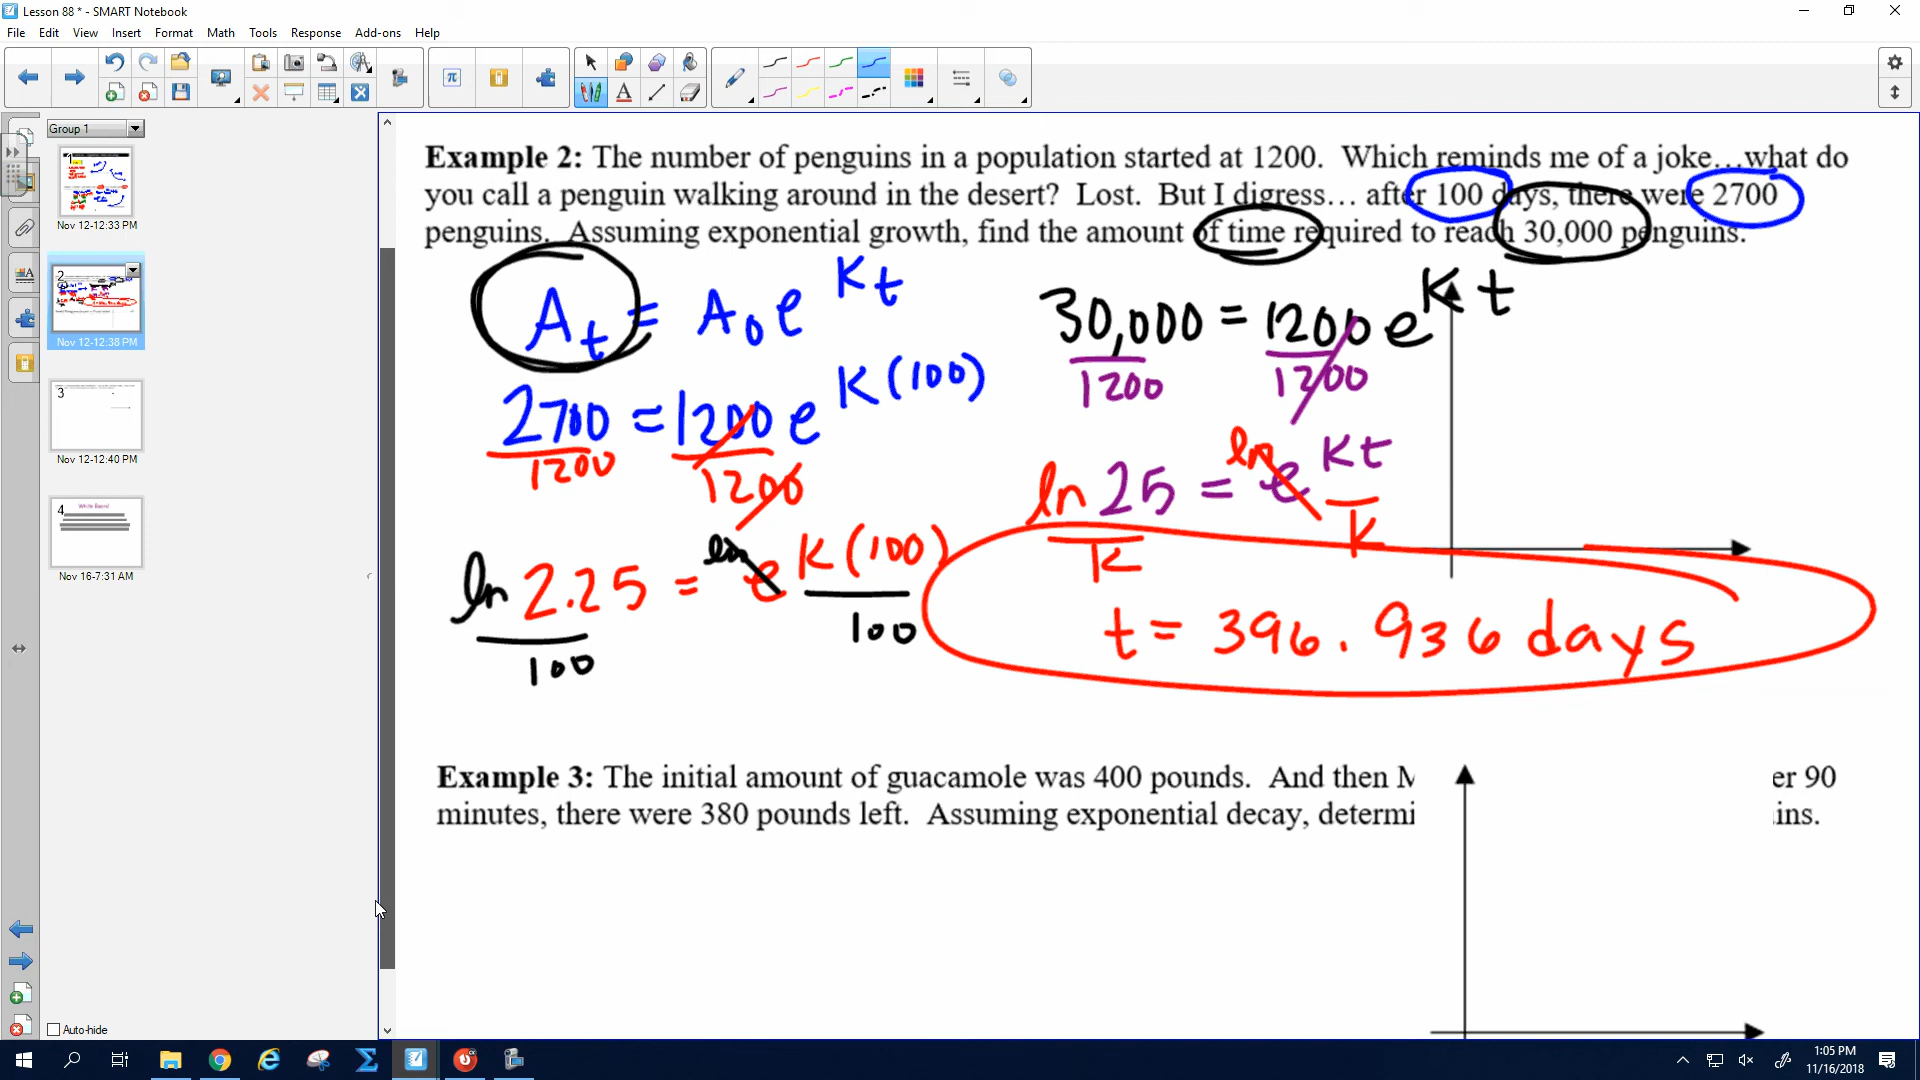 Lesson 88 * - SMART Notebook
File Edit View Insert Format Math Tools Response Add-ons Help
Group 1
1
Nov 12-12:33 PM
2
Nov 12-12:38 PM
3
Nov 12-12:40 PM
4
White Board
Nov 16-7:31 AM
Auto-hide
Example 2: The number of penguins in a population started at 1200. Which reminds me of a joke…what do
you call a penguin walking around in the desert? Lost. But I digress… after 100 days, there were 2700
penguins. Assuming exponential growth, find the amount of time required to reach 30,000 penguins.
At = A0 e Kt
2700 = 1200 e K(100)
1200 1200
ln 2.25 = ln e K(100)
100 100
30,000 = 1200 e Kt
1200 1200
ln 25 = ln e Kt
K K
t = 396.936 days
Example 3: The initial amount of guacamole was 400 pounds. And then M er 90
minutes, there were 380 pounds left. Assuming exponential decay, determi ins.
1:05 PM
11/16/2018